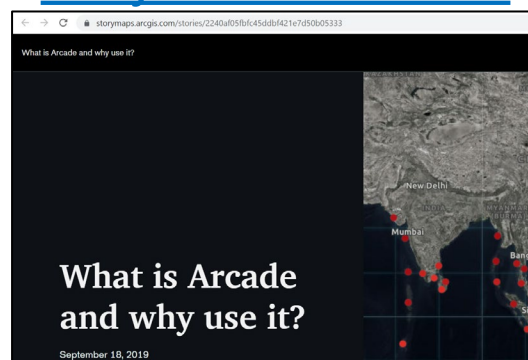 storymaps.arcgis.com/stories/2240af05fbfc45ddbf421e7d50b05333
What is Arcade and why use it?
New Delhi
INDIA
Mumbai
What is Arcade
and why use it?
September 18, 2019